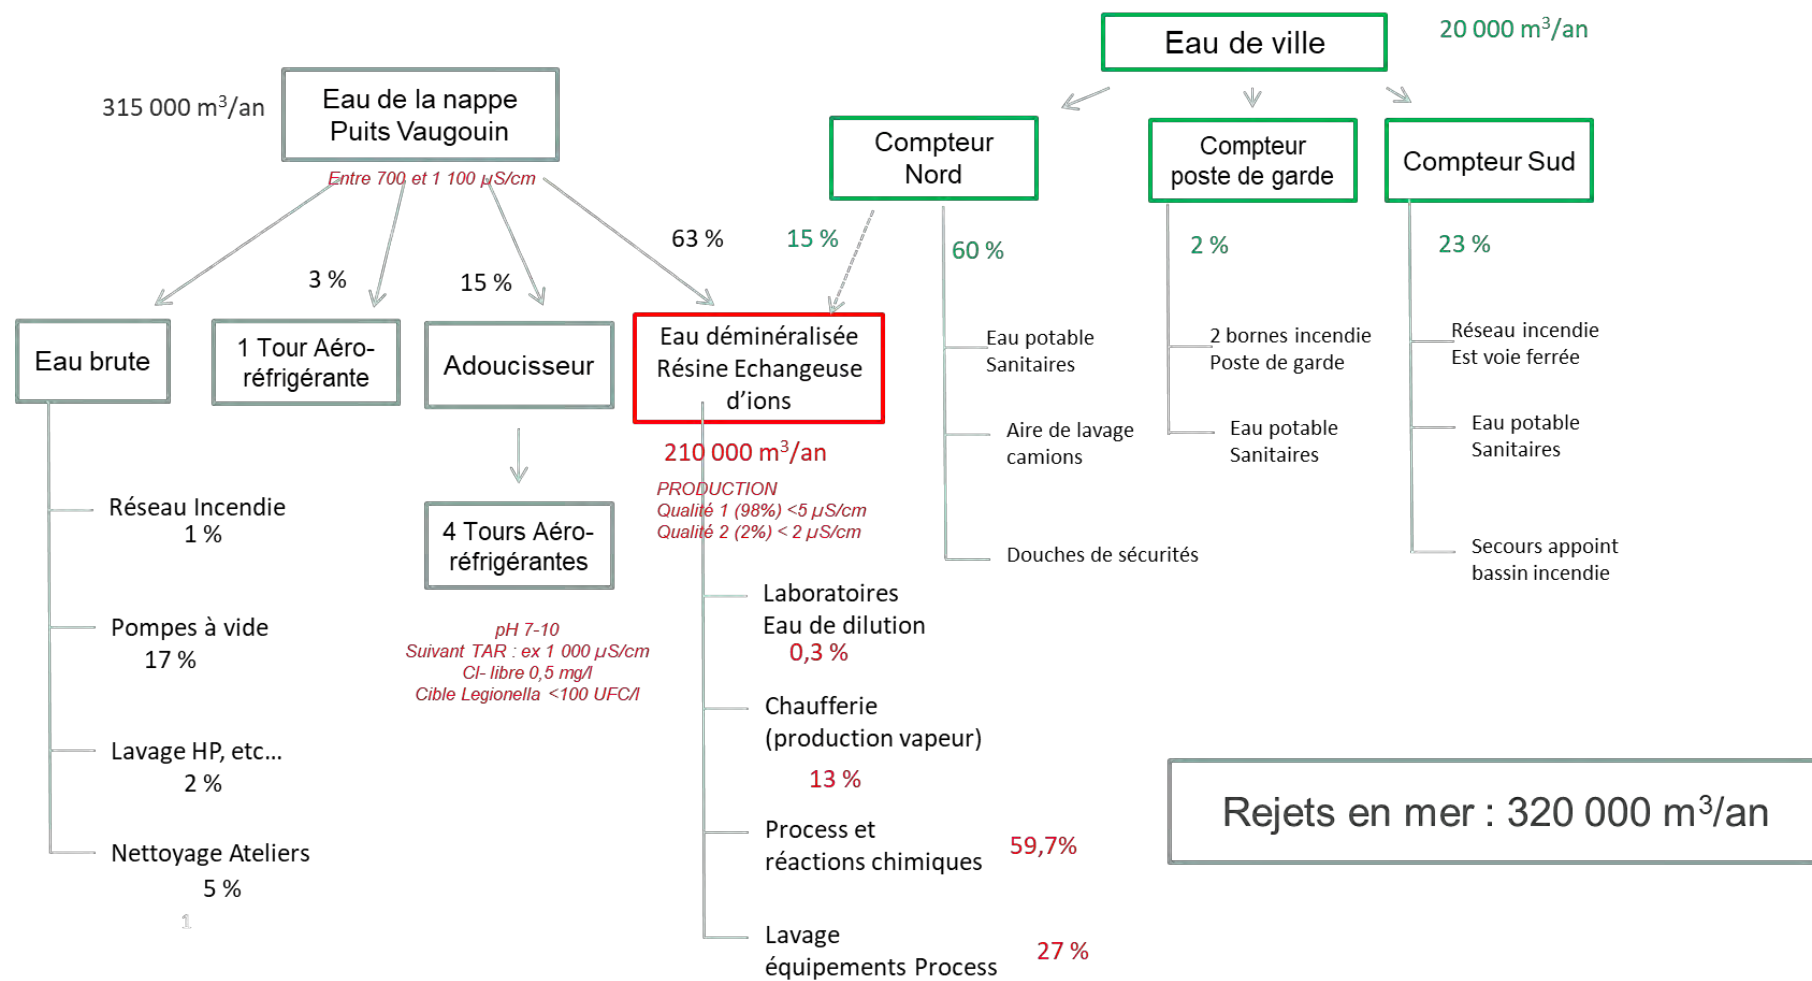 Eau de ville
20 000 m³/an
315 000 m³/an
Eau de la nappe
Puits Vaugouin
Entre 700 et 1 100 µS/cm
Compteur
Nord
Compteur
poste de garde
Compteur Sud
63 %
15 %
60 %
2 %
23 %
3 %
15 %
Eau brute
1 Tour Aéro-
réfrigérante
Adoucisseur
Eau déminéralisée
Résine Echangeuse
d’ions
210 000 m³/an
PRODUCTION
Qualité 1 (98%) <5 µS/cm
Qualité 2 (2%) < 2 µS/cm
Eau potable
Sanitaires
Aire de lavage
camions
Douches de sécurités
2 bornes incendie
Poste de garde
Eau potable
Sanitaires
Réseau incendie
Est voie ferrée
Eau potable
Sanitaires
Secours appoint
bassin incendie
Réseau Incendie
1 %
Pompes à vide
17 %
Lavage HP, etc...
2 %
Nettoyage Ateliers
5 %
1
4 Tours Aéro-
réfrigérantes
pH 7-10
Suivant TAR : ex 1 000 µS/cm
Cl- libre 0,5 mg/l
Cible Legionella <100 UFC/l
Laboratoires
Eau de dilution
0,3 %
Chaufferie
(production vapeur)
13 %
Process et
réactions chimiques
59,7%
Lavage
équipements Process
27 %
Rejets en mer : 320 000 m³/an